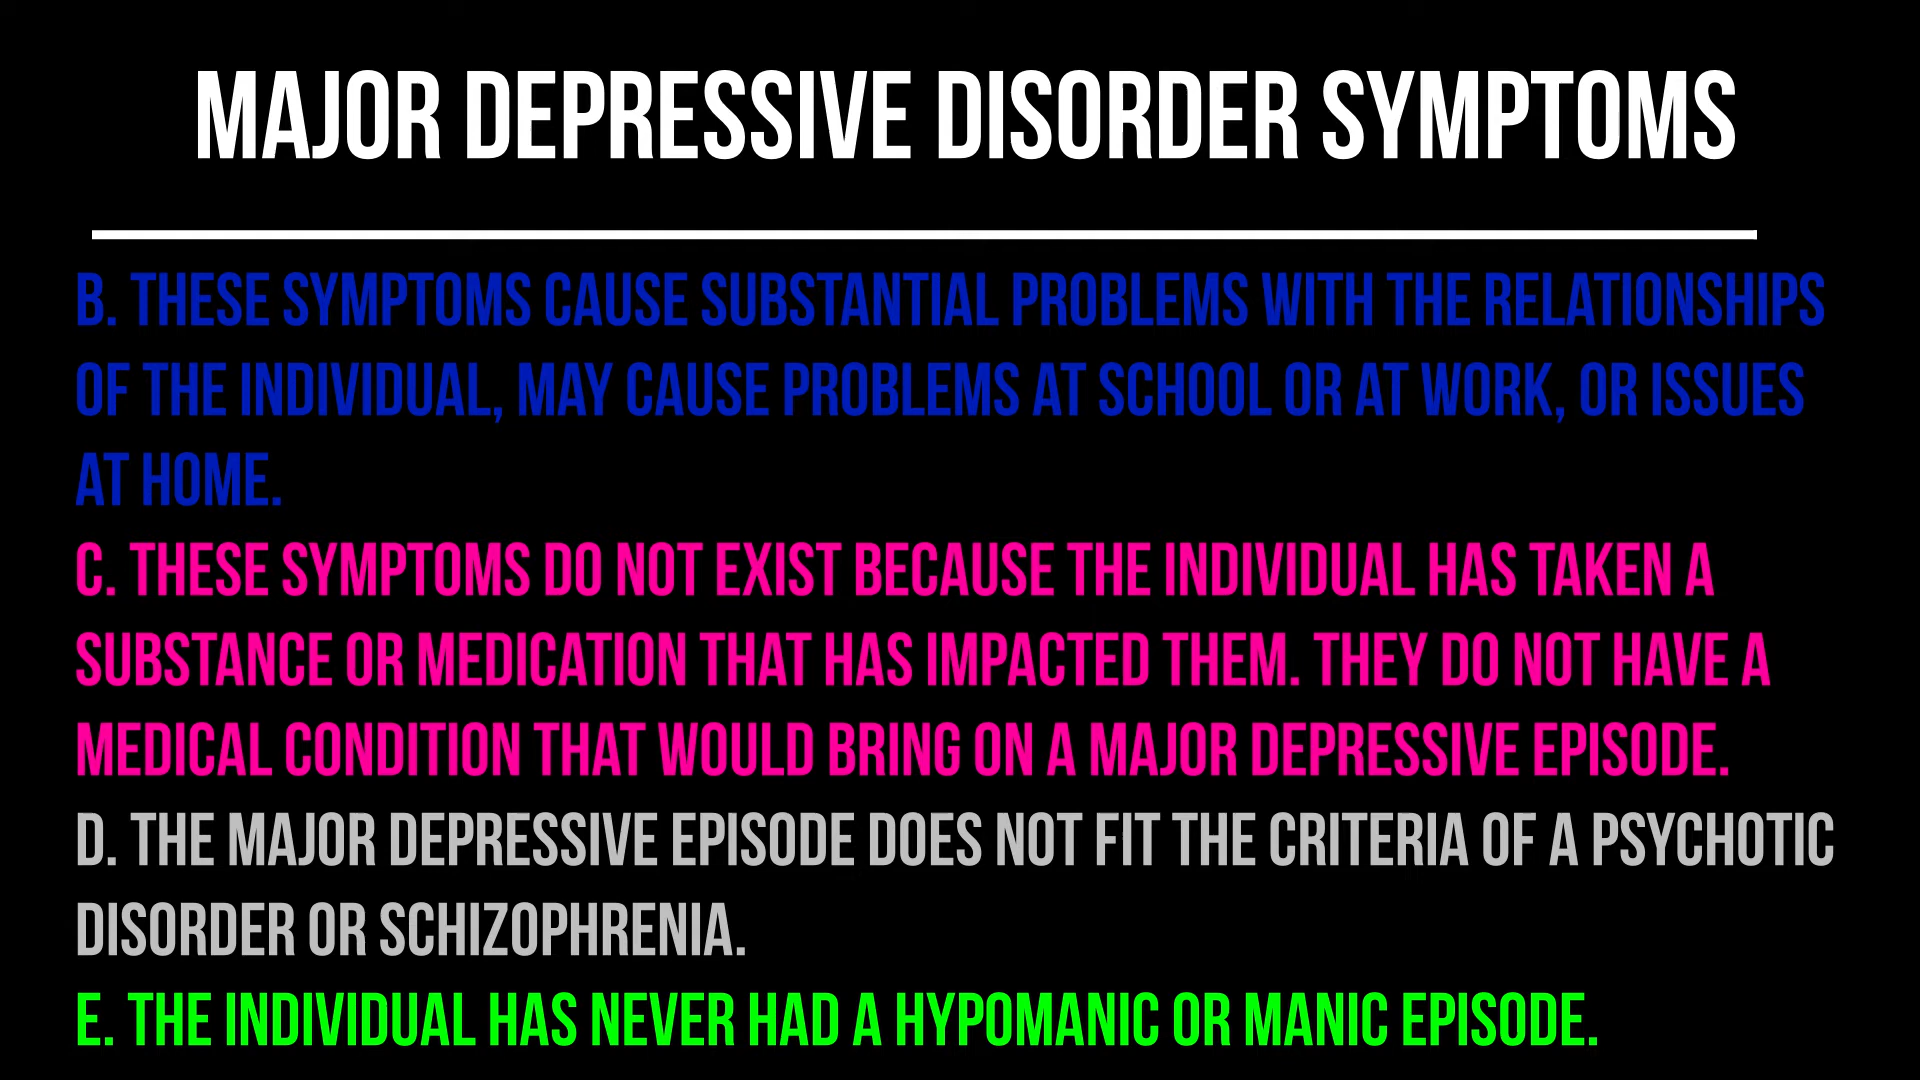 MAJOR DEPRESSIVE DISORDER SYMPTOMS
B. THESE SYMPTOMS CAUSE SUBSTANTIAL PROBLEMS WITH THE RELATIONSHIPS
OF THE INDIVIDUAL, MAY CAUSE PROBLEMS AT SCHOOL OR AT WORK, OR ISSUES
AT HOME.
C. THESE SYMPTOMS DO NOT EXIST BECAUSE THE INDIVIDUAL HAS TAKEN A
SUBSTANCE OR MEDICATION THAT HAS IMPACTED THEM. THEY DO NOT HAVE A
MEDICAL CONDITION THAT WOULD BRING ON A MAJOR DEPRESSIVE EPISODE.
D. THE MAJOR DEPRESSIVE EPISODE DOES NOT FIT THE CRITERIA OF A PSYCHOTIC
DISORDER OR SCHIZOPHRENIA.
E. THE INDIVIDUAL HAS NEVER HAD A HYPOMANIC OR MANIC EPISODE.